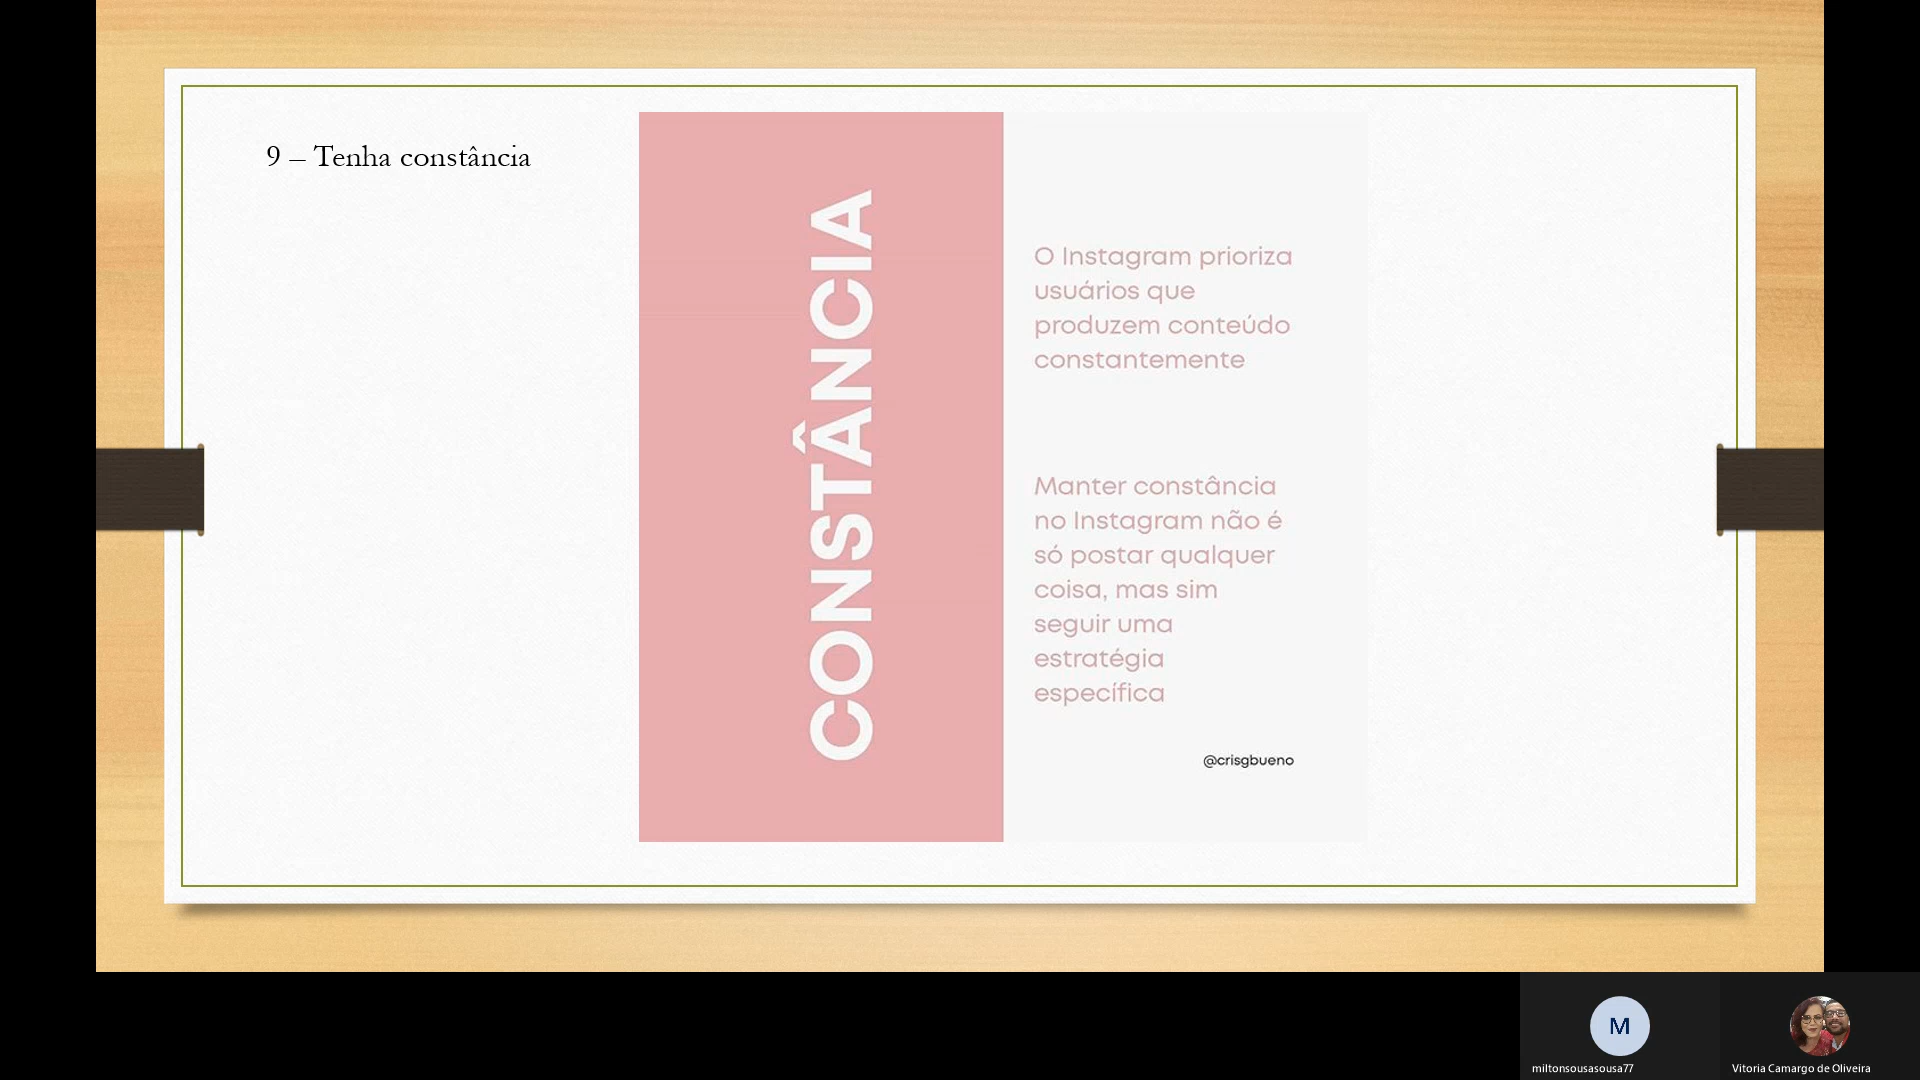 9 – Tenha constância
CONSTÂNCIA
O Instagram prioriza
usuários que
produzem conteúdo
constantemente
Manter constância
no Instagram não é
só postar qualquer
coisa, mas sim
seguir uma
estratégia
específica
@crisgbueno
M
miltonsousasousa77
Vitoria Camargo de Oliveira